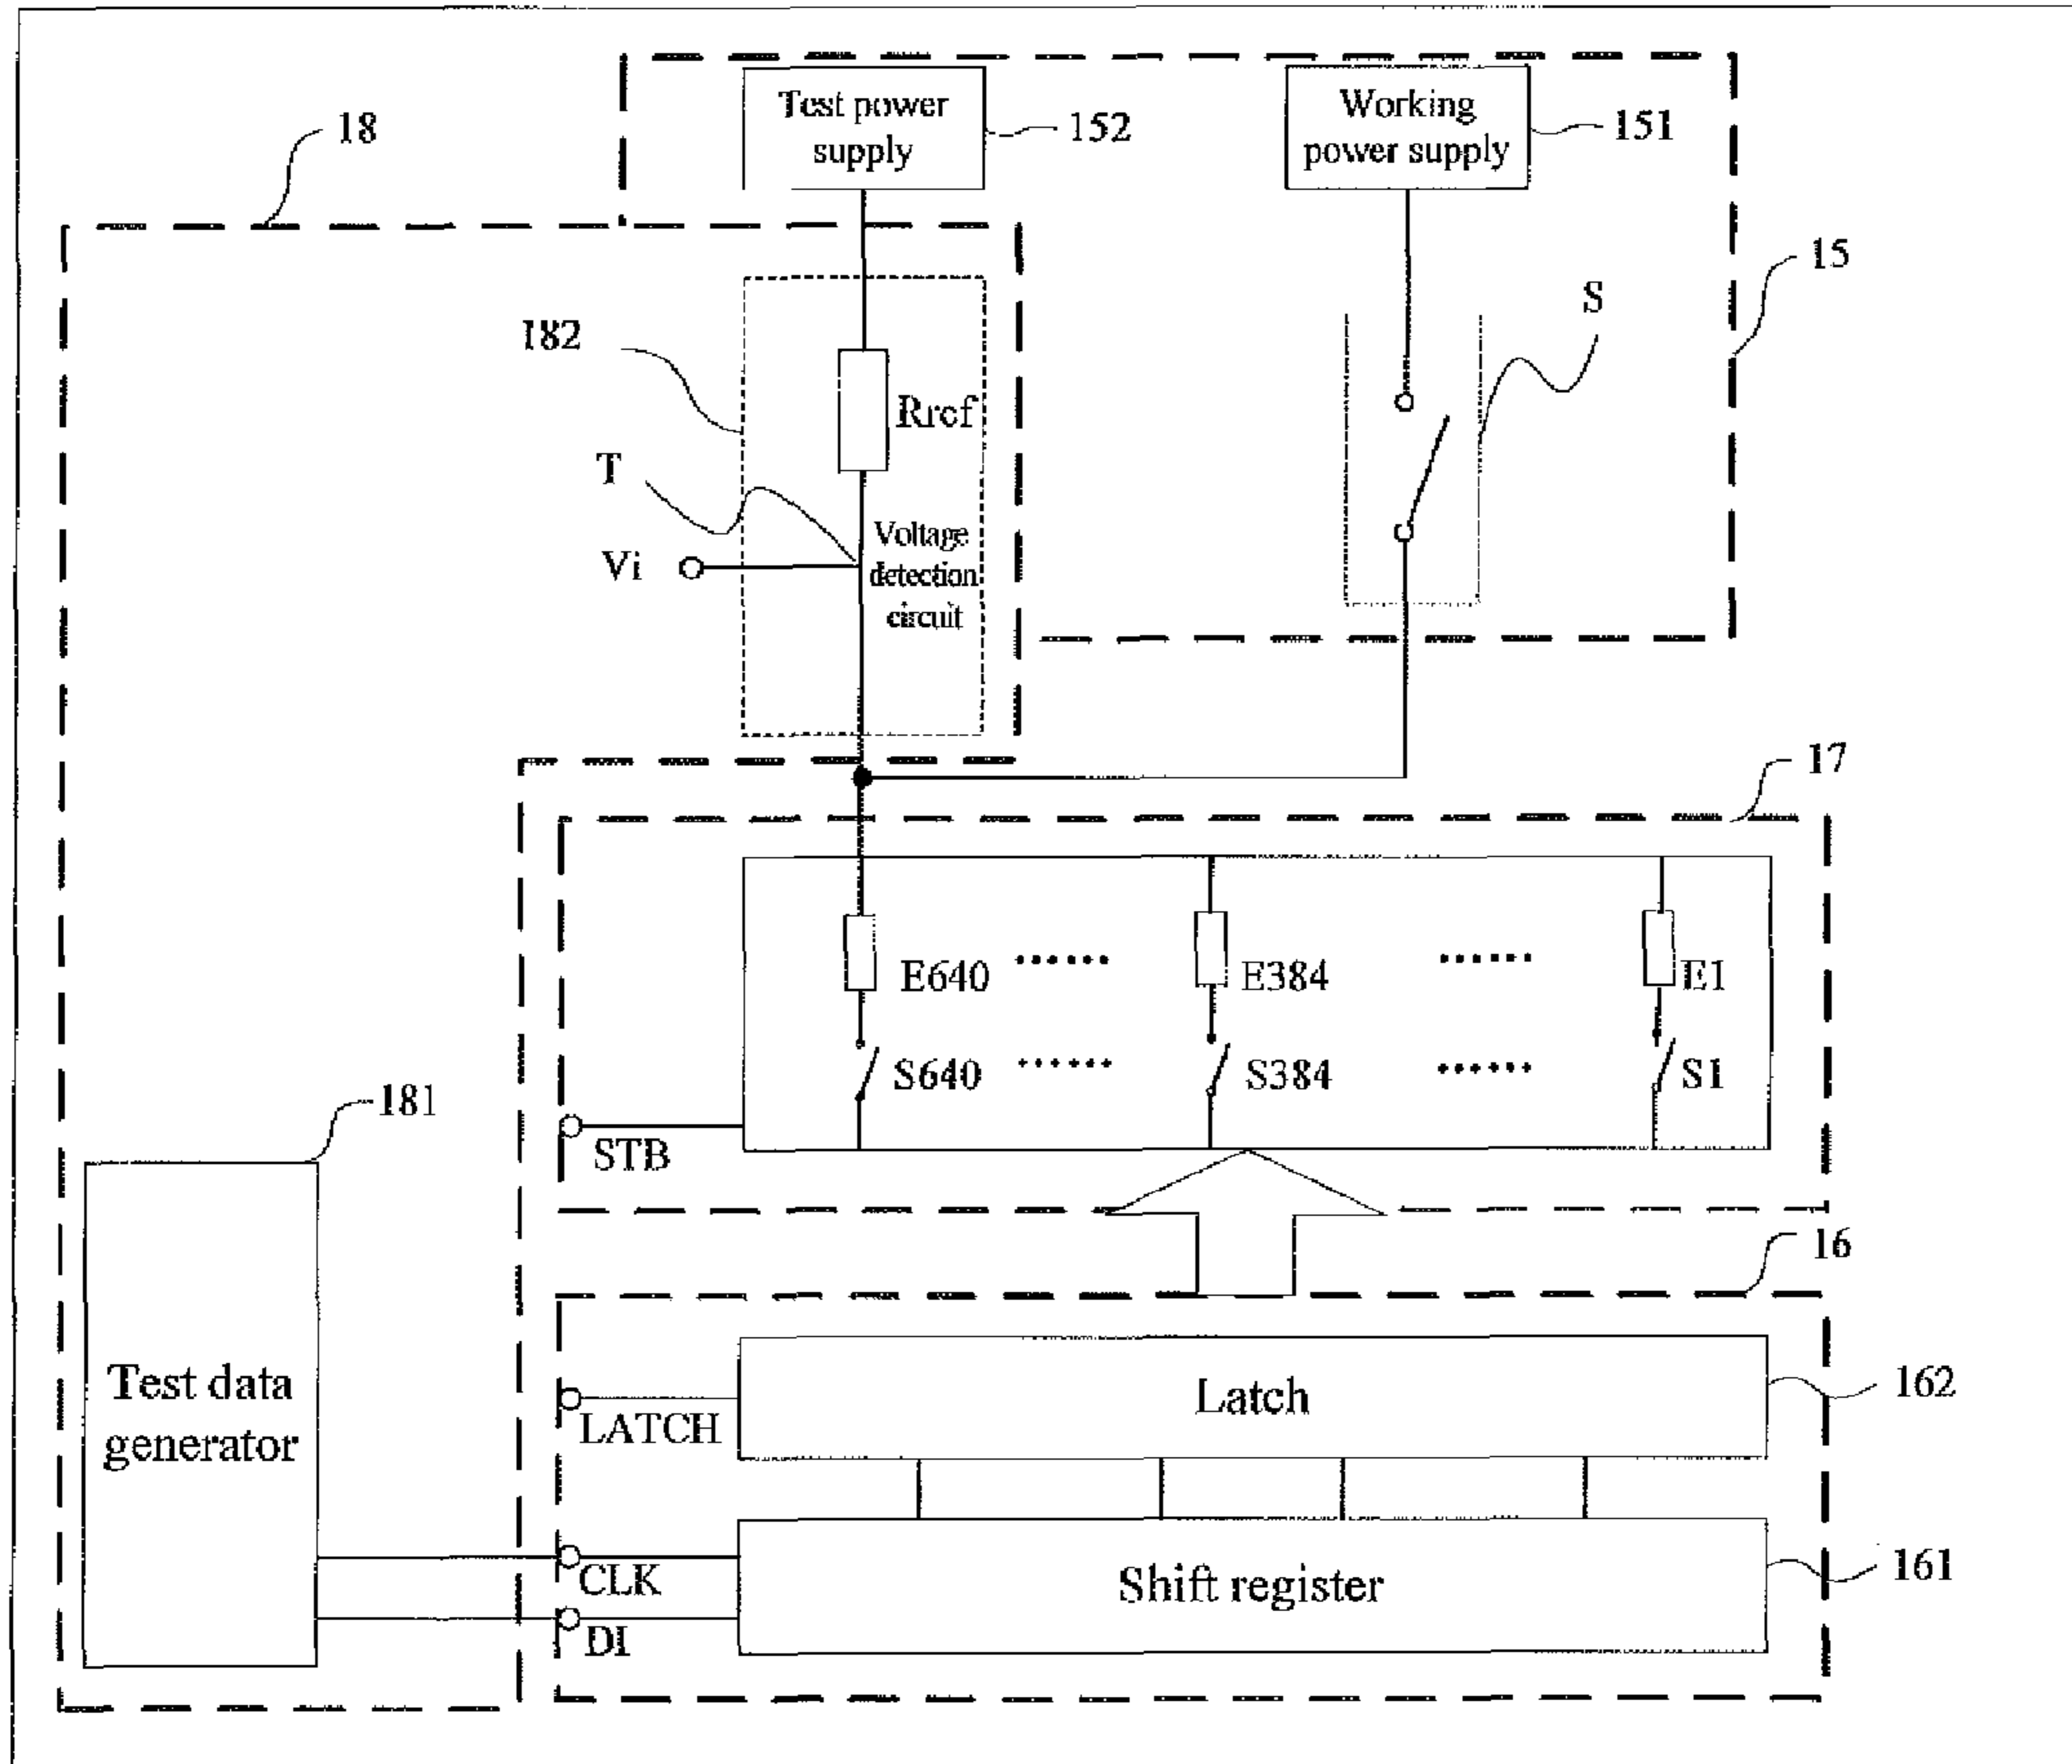 Test power
supply
152
Working
power supply
151
18
15
S
182
Rref
T
Voltage
detection
circuit
Vi
17
E640
......
E384
......
E1
S640
......
S384
......
S1
181
STB
16
Test data
generator
Latch
162
LATCH
CLK
Shift register
161
DI